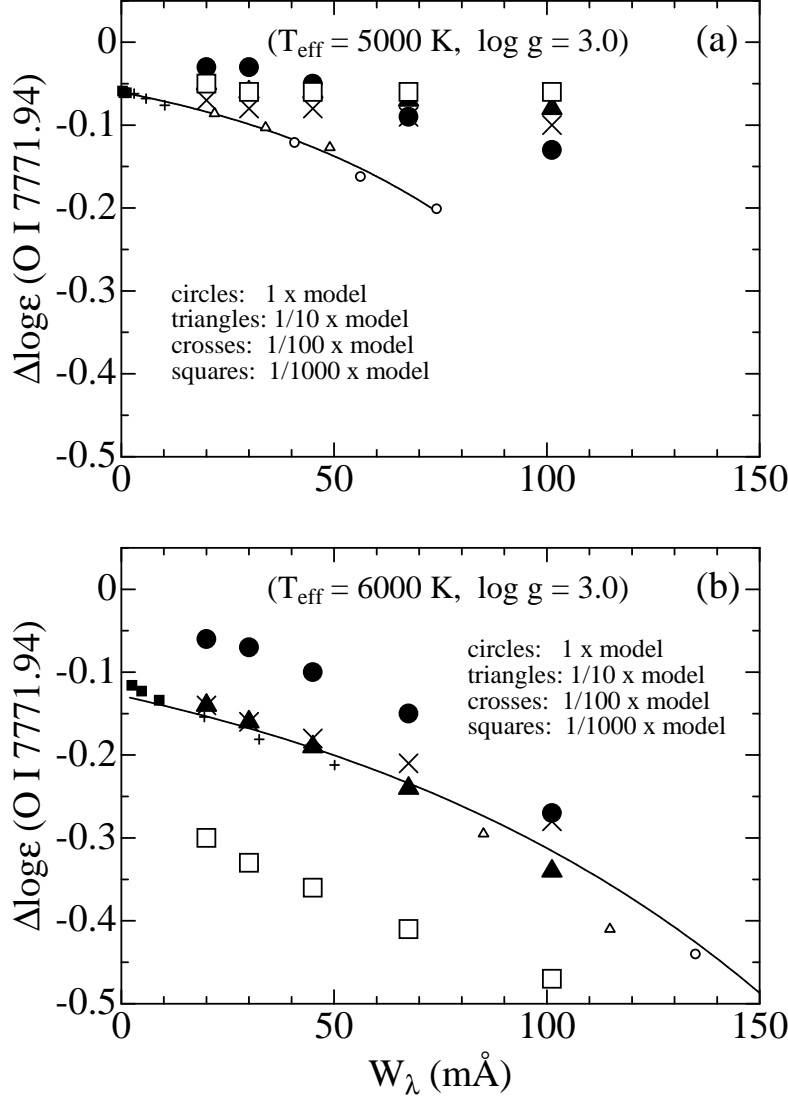 0
(T_eff = 5000 K, log g = 3.0) (a)
-0.1
-0.2
-0.3
-0.4
-0.5
Δlogε (O I 7771.94)
circles: 1 x model
triangles: 1/10 x model
crosses: 1/100 x model
squares: 1/1000 x model
0 50 100 150
0
(T_eff = 6000 K, log g = 3.0) (b)
-0.1
-0.2
-0.3
-0.4
-0.5
Δlogε (O I 7771.94)
circles: 1 x model
triangles: 1/10 x model
crosses: 1/100 x model
squares: 1/1000 x model
0 50 100 150
W_λ (mÅ)